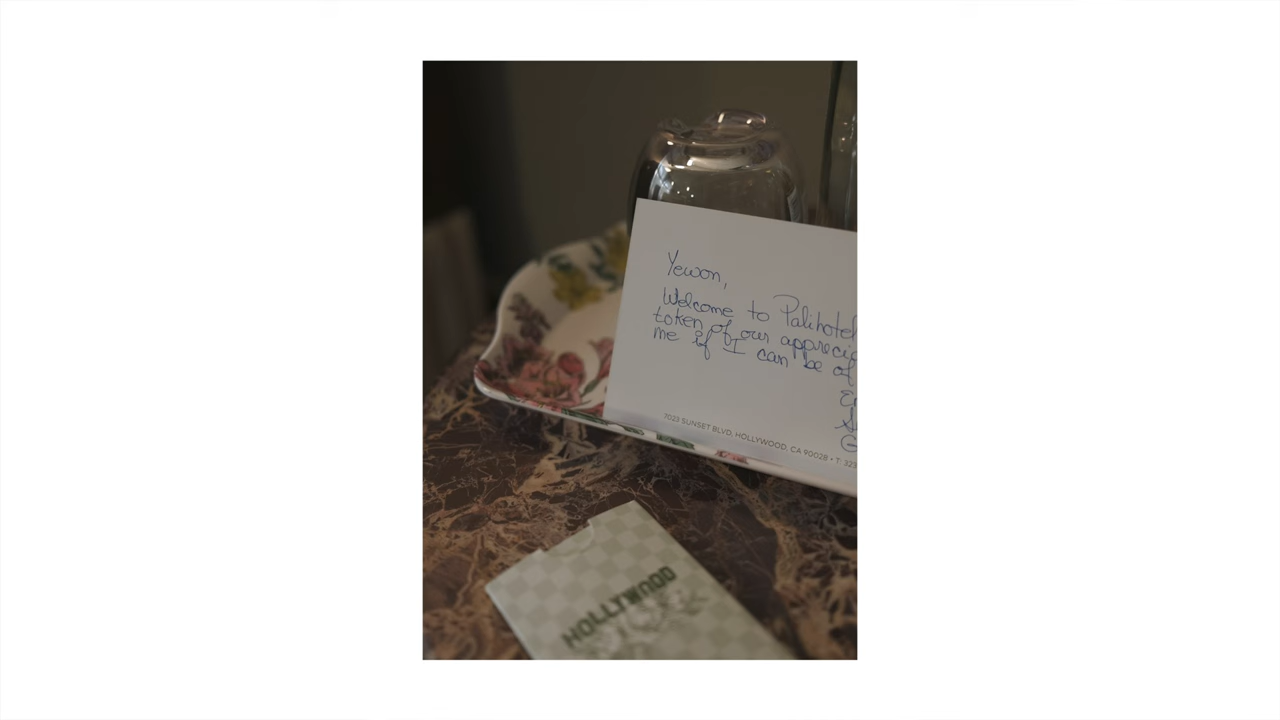 Yewon,
Welcome to Palihotel
token of our apprecia
me if I can be of
7023 SUNSET BLVD, HOLLYWOOD, CA 90028 • T: 323
HOLLYWOOD